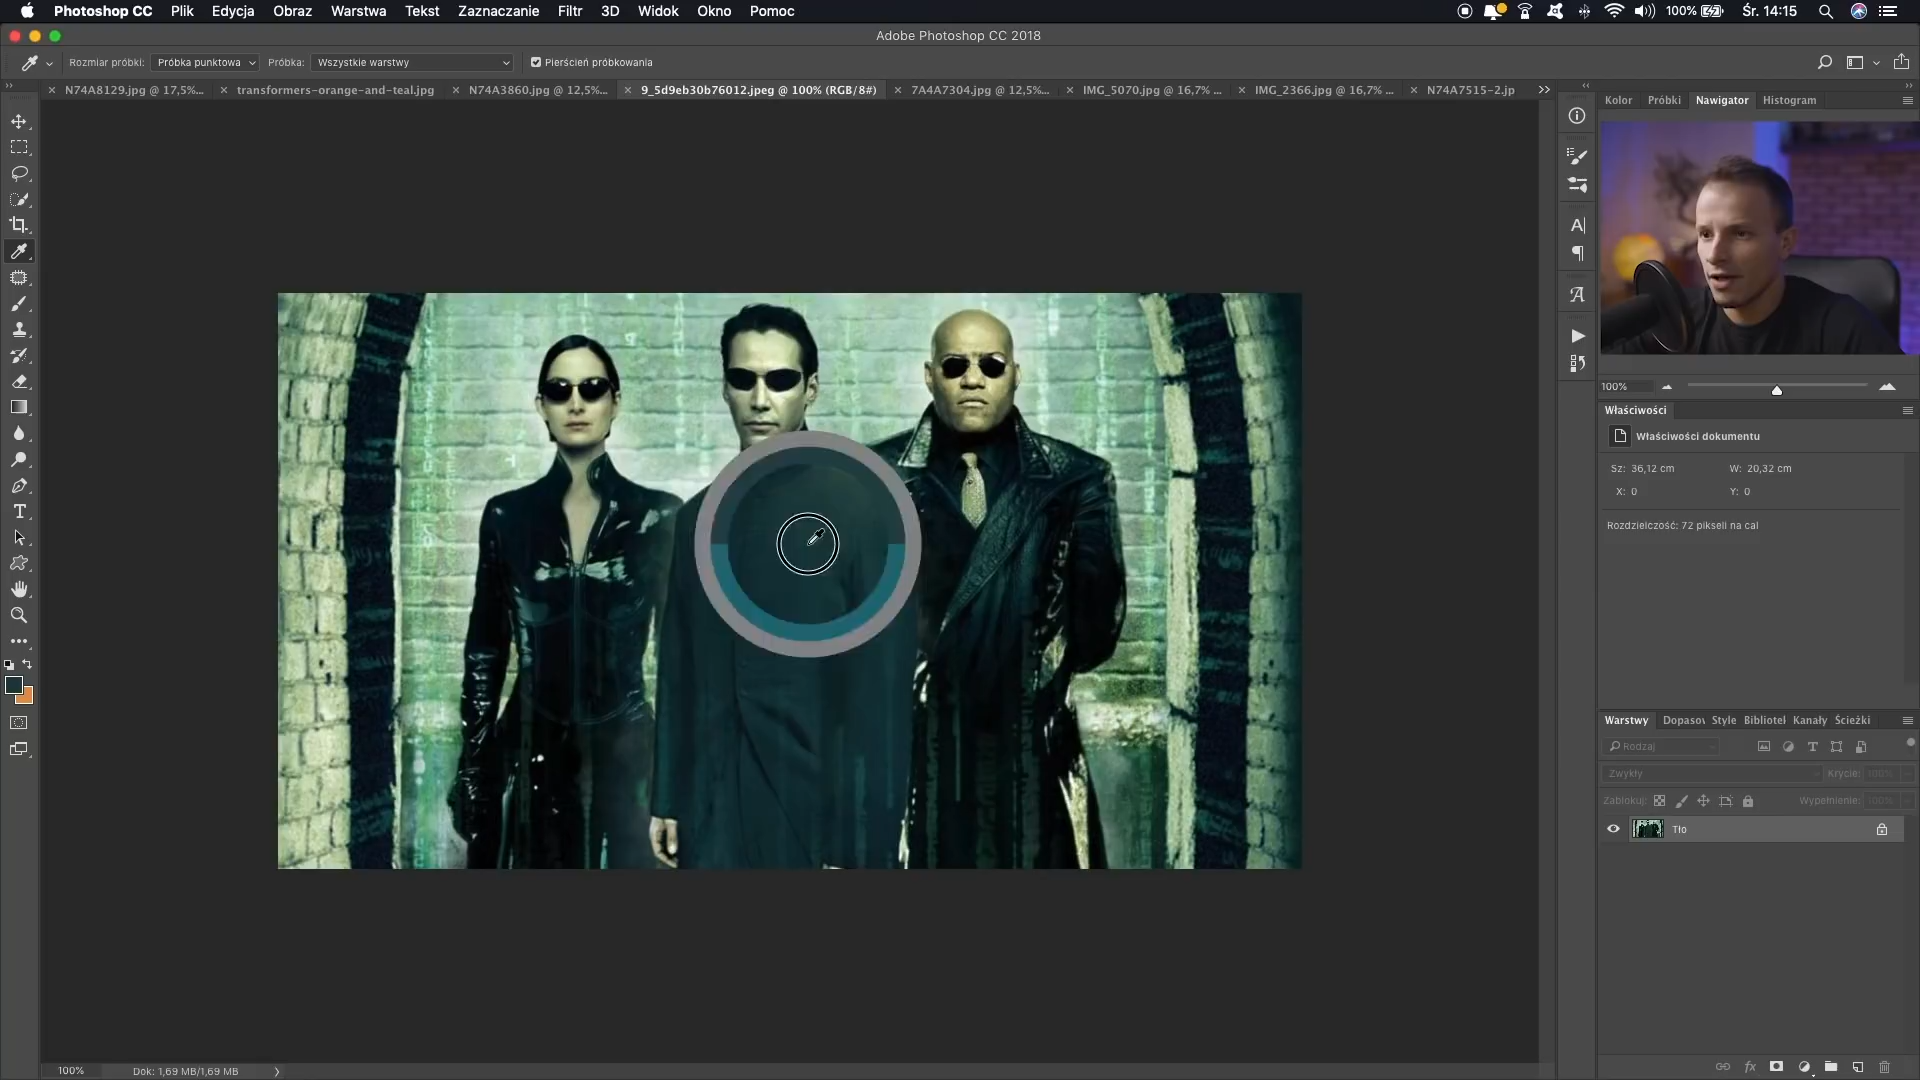 Photoshop CC Plik Edycja Obraz Warstwa Tekst Zaznaczanie Filtr 3D Widok Okno Pomoc 100% Śr. 14:15
Adobe Photoshop CC 2018
Rozmiar próbki: Próbka punktowa Próbka: Wszystkie warstwy Pierścień próbkowania
N74A8129.jpg @ 17,5%... transformers-orange-and-teal.jpg N74A3860.jpg @ 12,5%... 9_5d9eb30b76012.jpeg @ 100% (RGB/8#) 7A4A7304.jpg @ 12,5%... IMG_5070.jpg @ 16,7% ... IMG_2366.jpg @ 16,7% ... N74A7515-2.jp
Kolor Próbki Nawigator Histogram
100%
Właściwości
Właściwości dokumentu
Sz: 36,12 cm W: 20,32 cm
X: 0 Y: 0
Rozdzielczość: 72 pikseli na cal
Warstwy Dopasov Style Bibliotel Kanały Ścieżki
Rodzaj
Zwykły Krycie: 100%
Zablokuj: Wypełnienie: 100%
Tło
100% Dok: 1,69 MB/1,69 MB